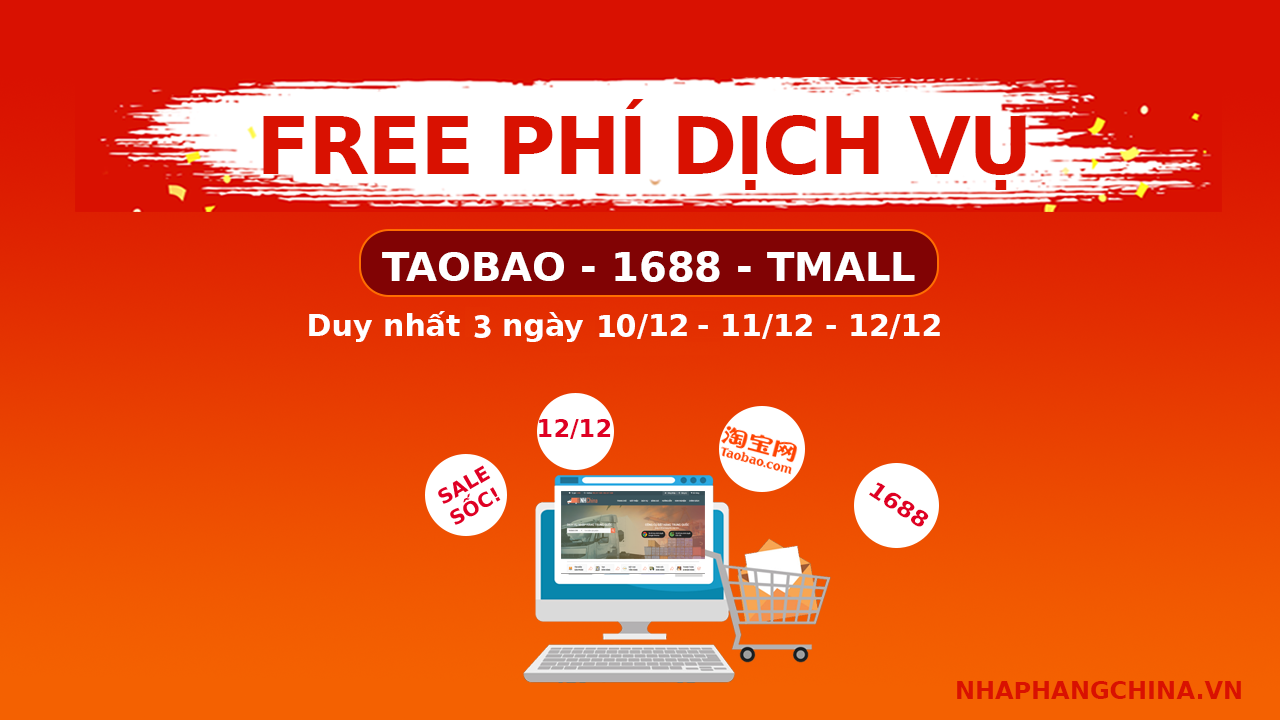 FREE PHÍ DỊCH VỤ
TAOBAO - 1688 - TMALL
Duy nhất 3 ngày 10/12 - 11/12 - 12/12
12/12
淘宝网
Taobao.com
SALE
SỐC!
1688
NHAPHANGCHINA.VN